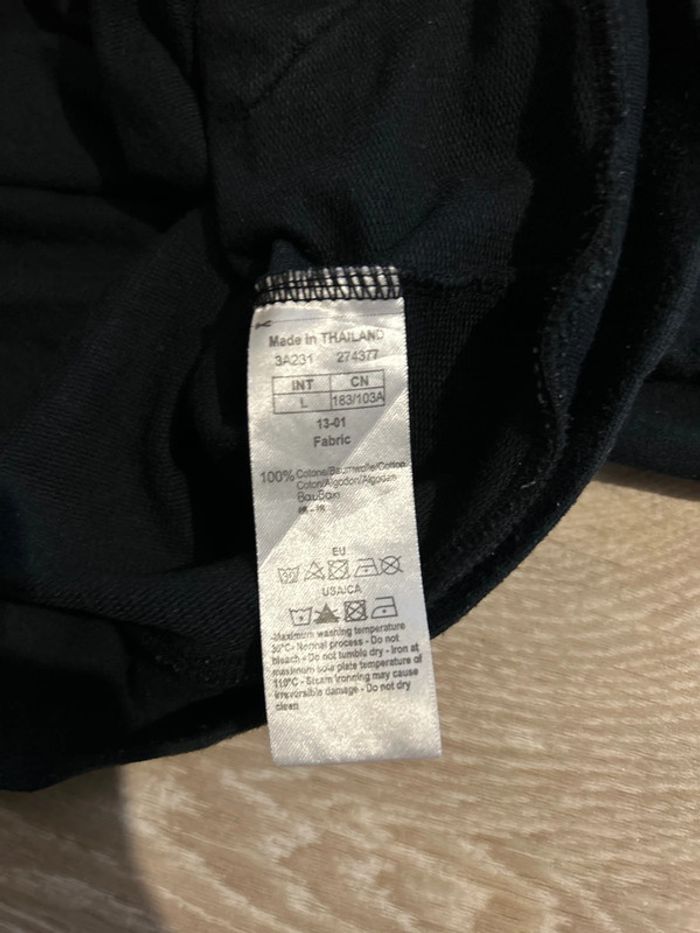 Made in THAILAND
3A231 274377
INT CN
L 183/103A
13-01
Fabric
100% Cotone/Baumwolle/Cotton
Coton/Algodon/Algodao
EU
USA/CA
-Maximum washing temperature
30°C- Normal process - Do not
bleach - Do not tumble dry - Iron at
maximum sole plate temperature of
110°C - Steam ironning may cause
irreversible damage - Do not dry
clean